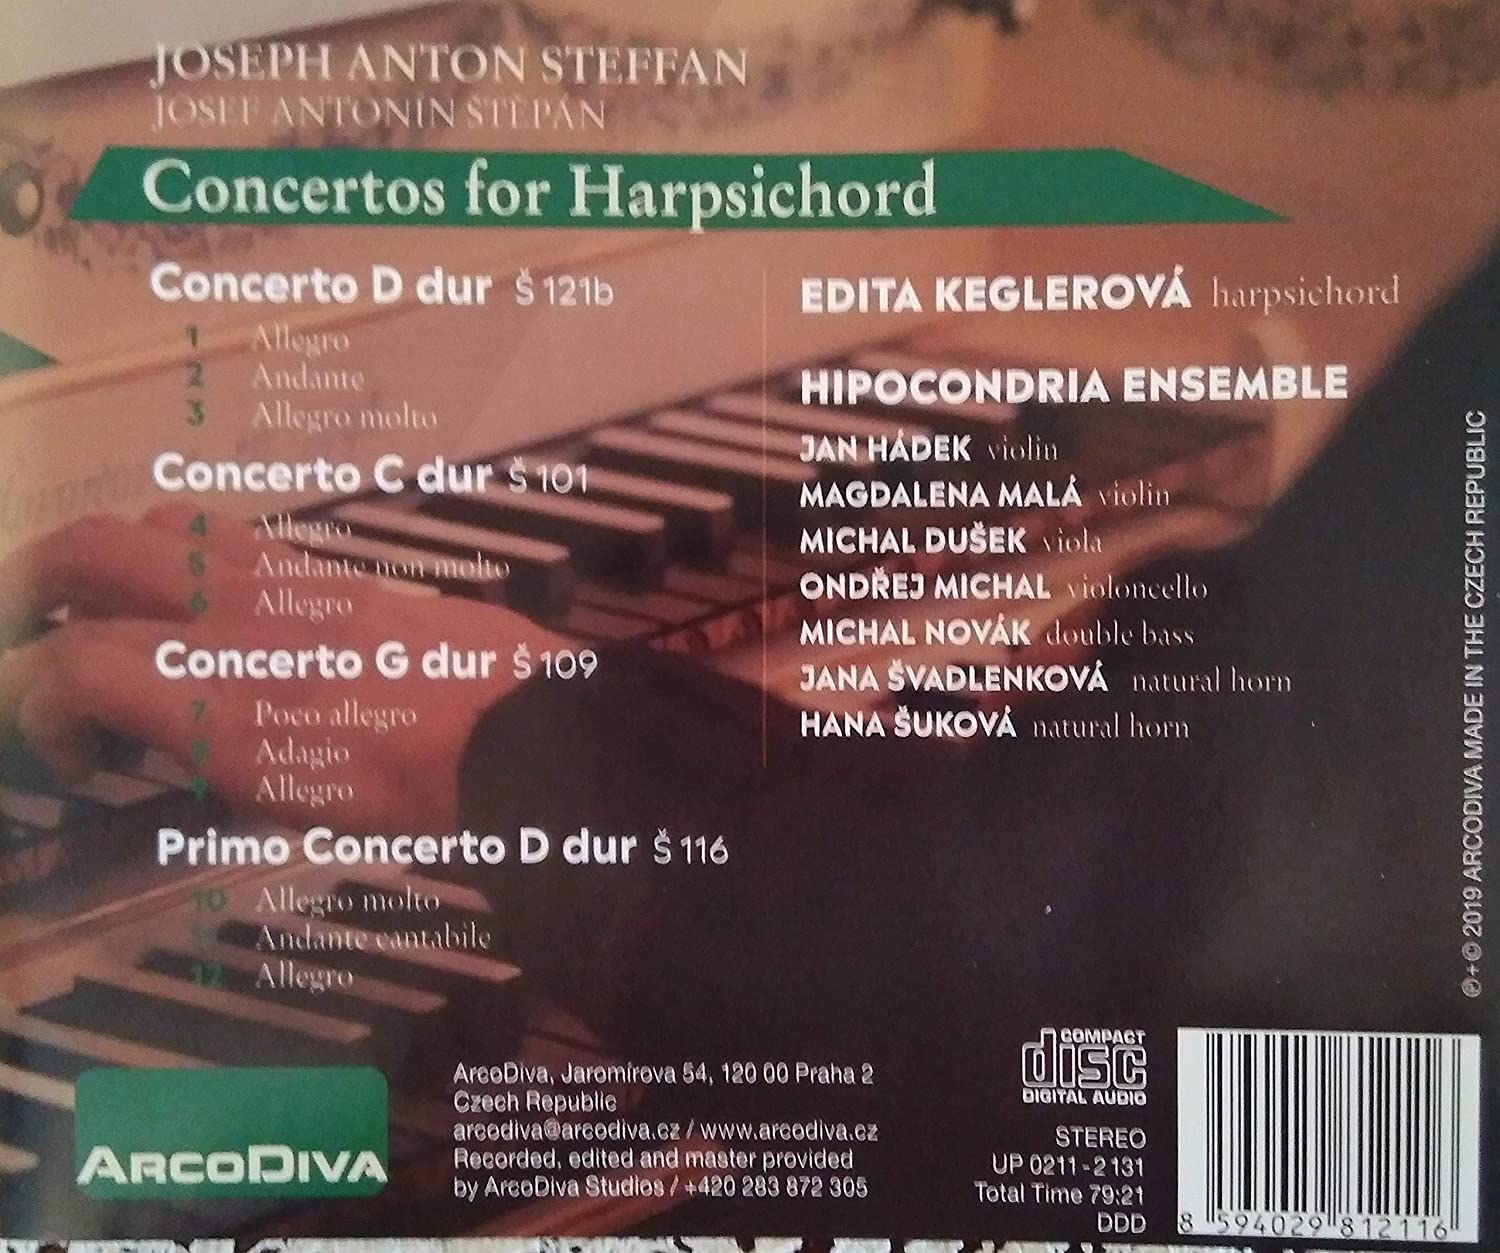 JOSEPH ANTON STEFFAN
JOSEF ANTONÍN ŠTĚPÁN
Concertos for Harpsichord
Concerto D dur Š 121b
1 Allegro
2 Andante
3 Allegro molto
Concerto C dur Š 101
4 Allegro
5 Andante non molto
6 Allegro
Concerto G dur Š 109
7 Poco allegro
8 Adagio
9 Allegro
Primo Concerto D dur Š 116
10 Allegro molto
11 Andante cantabile
12 Allegro
EDITA KEGLEROVÁ harpsichord
HIPOCONDRIA ENSEMBLE
JAN HÁDEK violin
MAGDALENA MALÁ violin
MICHAL DUŠEK viola
ONDŘEJ MICHAL violoncello
MICHAL NOVÁK double bass
JANA ŠVADLENKOVÁ natural horn
HANA ŠUKOVÁ natural horn
℗+© 2019 ARCODIVA MADE IN THE CZECH REPUBLIC
ARCODIVA
ArcoDiva, Jaromírova 54, 120 00 Praha 2
Czech Republic
arcodiva@arcodiva.cz / www.arcodiva.cz
Recorded, edited and master provided
by ArcoDiva Studios / +420 283 872 305
COMPACT
disc
DIGITAL AUDIO
STEREO
UP 0211-2 131
Total Time 79:21
DDD
8 594029 812116